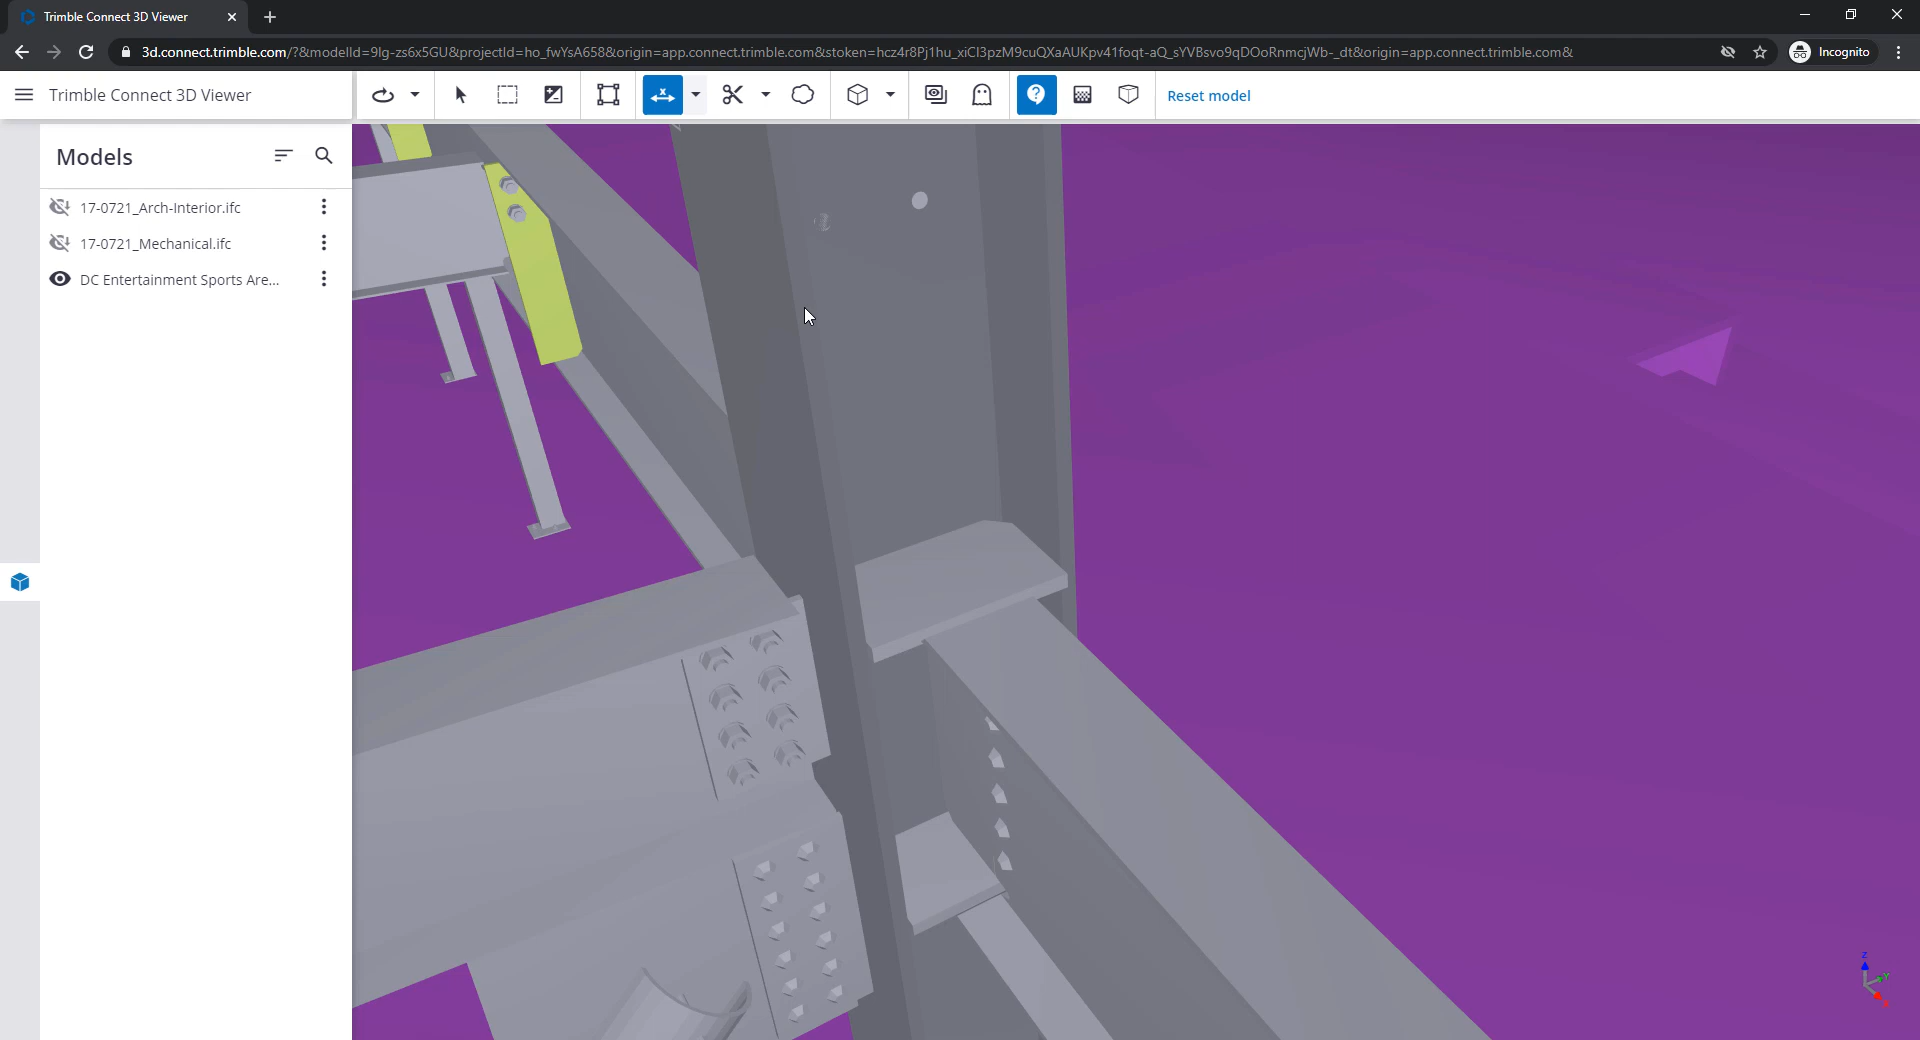 Trimble Connect 3D Viewer
3d.connect.trimble.com/?&modelId=9lg-zs6x5GU&projectId=ho_fwYsA658&origin=app.connect.trimble.com&stoken=hcz4r8Pj1hu_xiCl3pzM9cuQXaAUKpv41foqt-aQ_sYVBsvo9qDOoRnmcjWb-_dt&origin=app.connect.trimble.com&
Incognito
Trimble Connect 3D Viewer
Reset model
Models
17-0721_Arch-Interior.ifc
17-0721_Mechanical.ifc
DC Entertainment Sports Are...
Z
Y
X